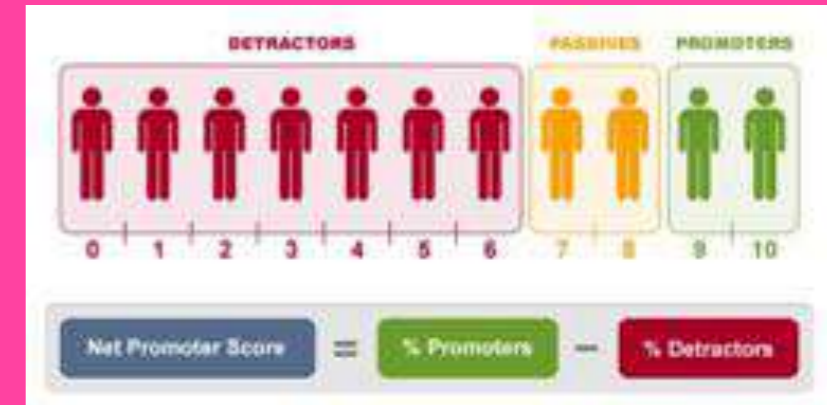 DETRACTORS PASSIVES PROMOTERS
0 1 2 3 4 5 6 7 8 9 10
Net Promoter Score = % Promoters — % Detractors